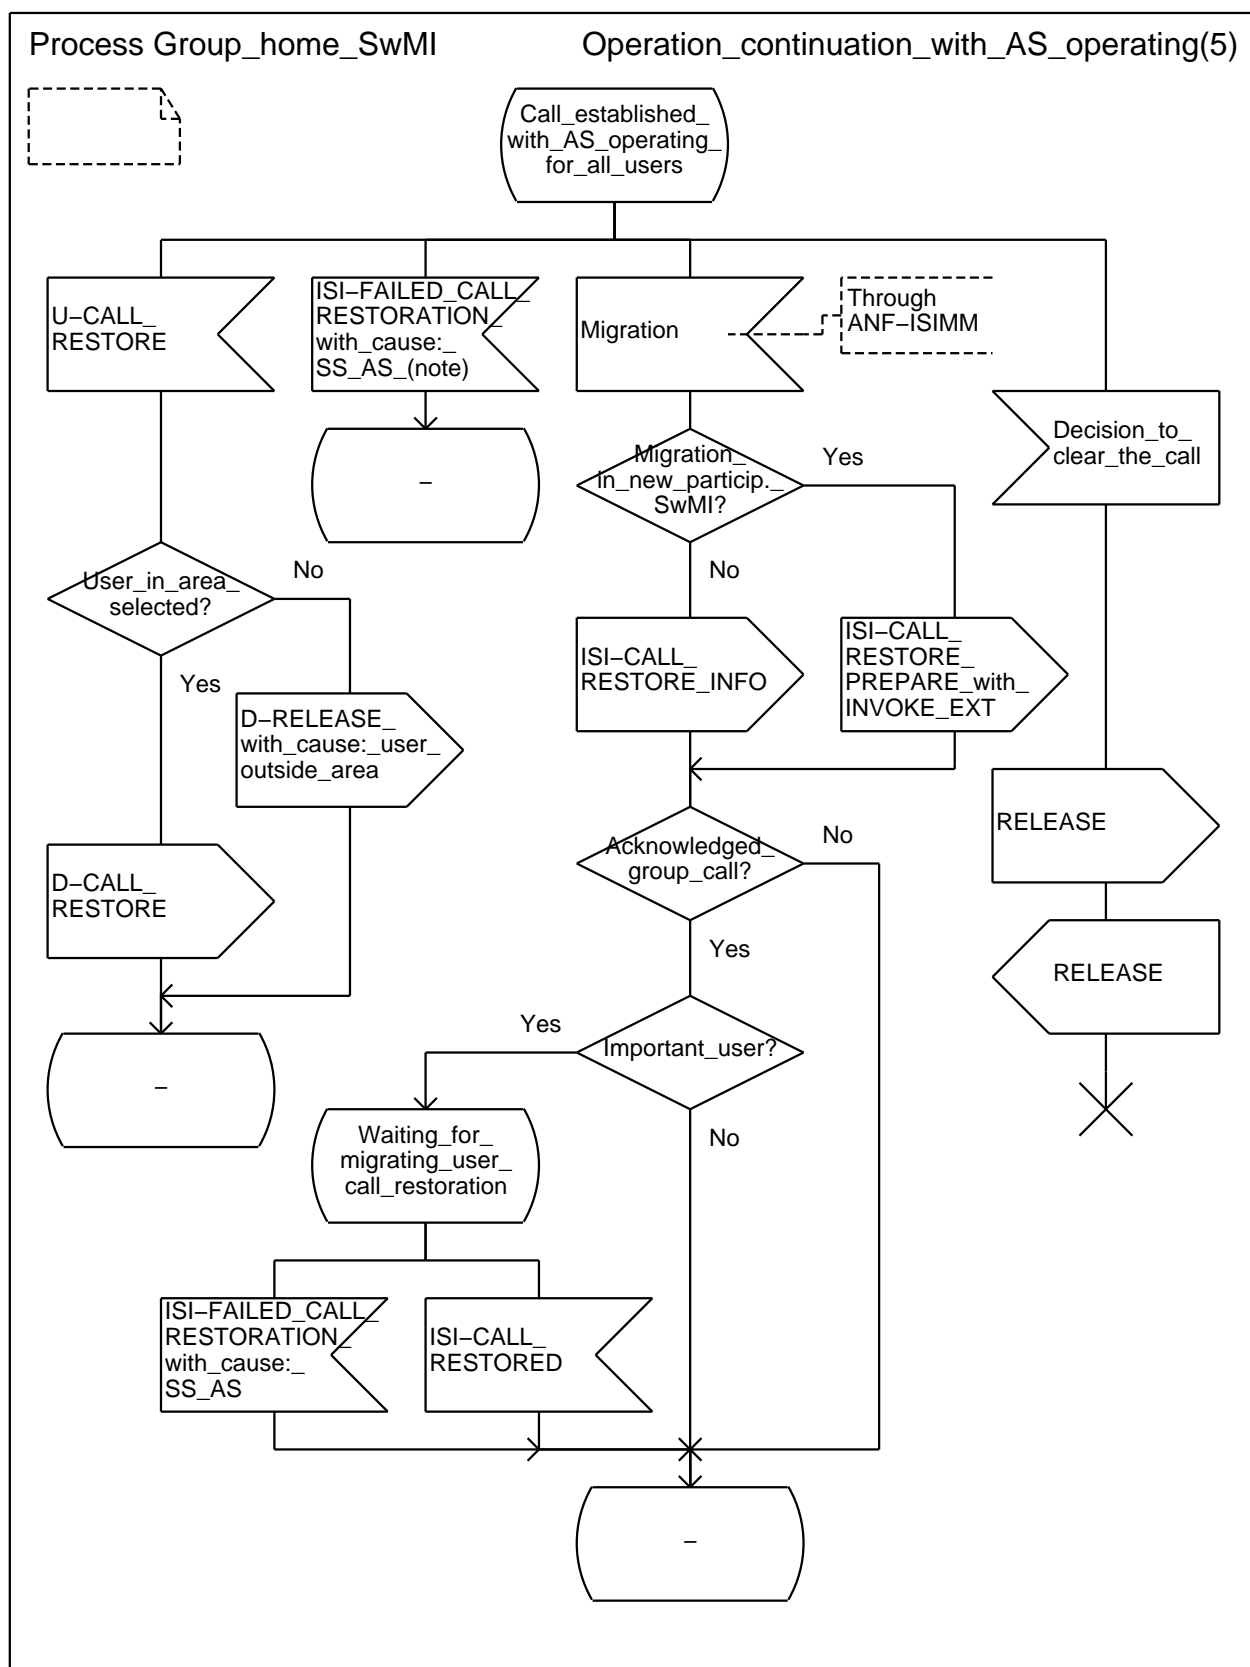 Process Group_home_SwMI
Operation_continuation_with_AS_operating(5)
Call_established_
with_AS_operating_
for_all_users
U−CALL_
RESTORE
ISI−FAILED_CALL_
RESTORATION_
with_cause:_
SS_AS_(note)
Migration
Through
ANF−ISIMM
Decision_to_
clear_the_call
−
Migration_
in_new_particip._
SwMI?
Yes
No
User_in_area_
selected?
No
Yes
ISI−CALL_
RESTORE_INFO
ISI−CALL_
RESTORE_
PREPARE_with_
INVOKE_EXT
D−RELEASE_
with_cause:_user_
outside_area
RELEASE
Acknowledged_
group_call?
No
Yes
D−CALL_
RESTORE
RELEASE
−
Important_user?
Yes
No
Waiting_for_
migrating_user_
call_restoration
ISI−FAILED_CALL_
RESTORATION_
with_cause:_
SS_AS
ISI−CALL_
RESTORED
−